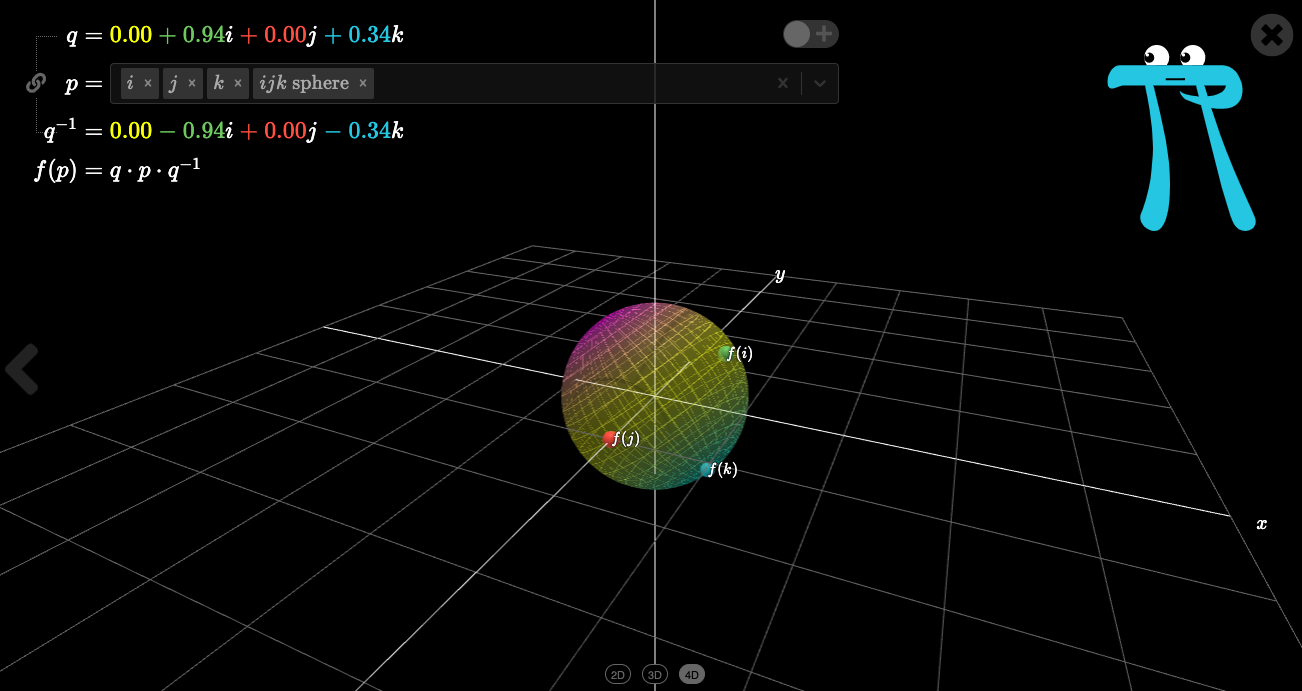 q = 0.00 + 0.94i + 0.00j + 0.34k
p = i × j × k × ijk sphere ×
q⁻¹ = 0.00 − 0.94i + 0.00j − 0.34k
f(p) = q · p · q⁻¹
y
f(i)
f(j)
f(k)
x
2D 3D 4D